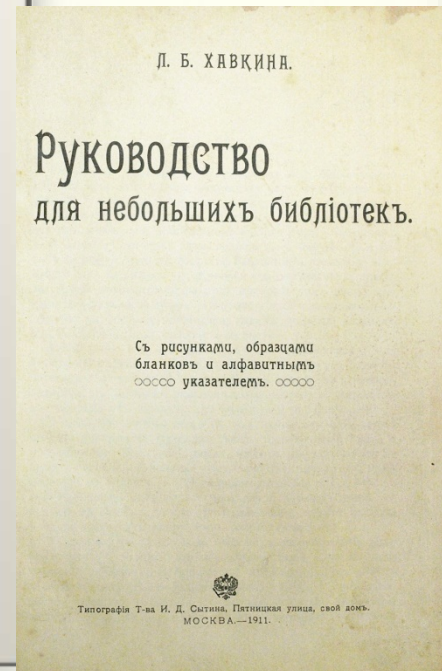 Л. Б. ХАВКИНА.
Руководство
для небольшихъ библіотекъ.
Съ рисунками, образцами
бланковъ и алфавитнымъ
указателемъ.
Типографія Т-ва И. Д. Сытина, Пятницкая улица, свой домъ.
МОСКВА.—1911.